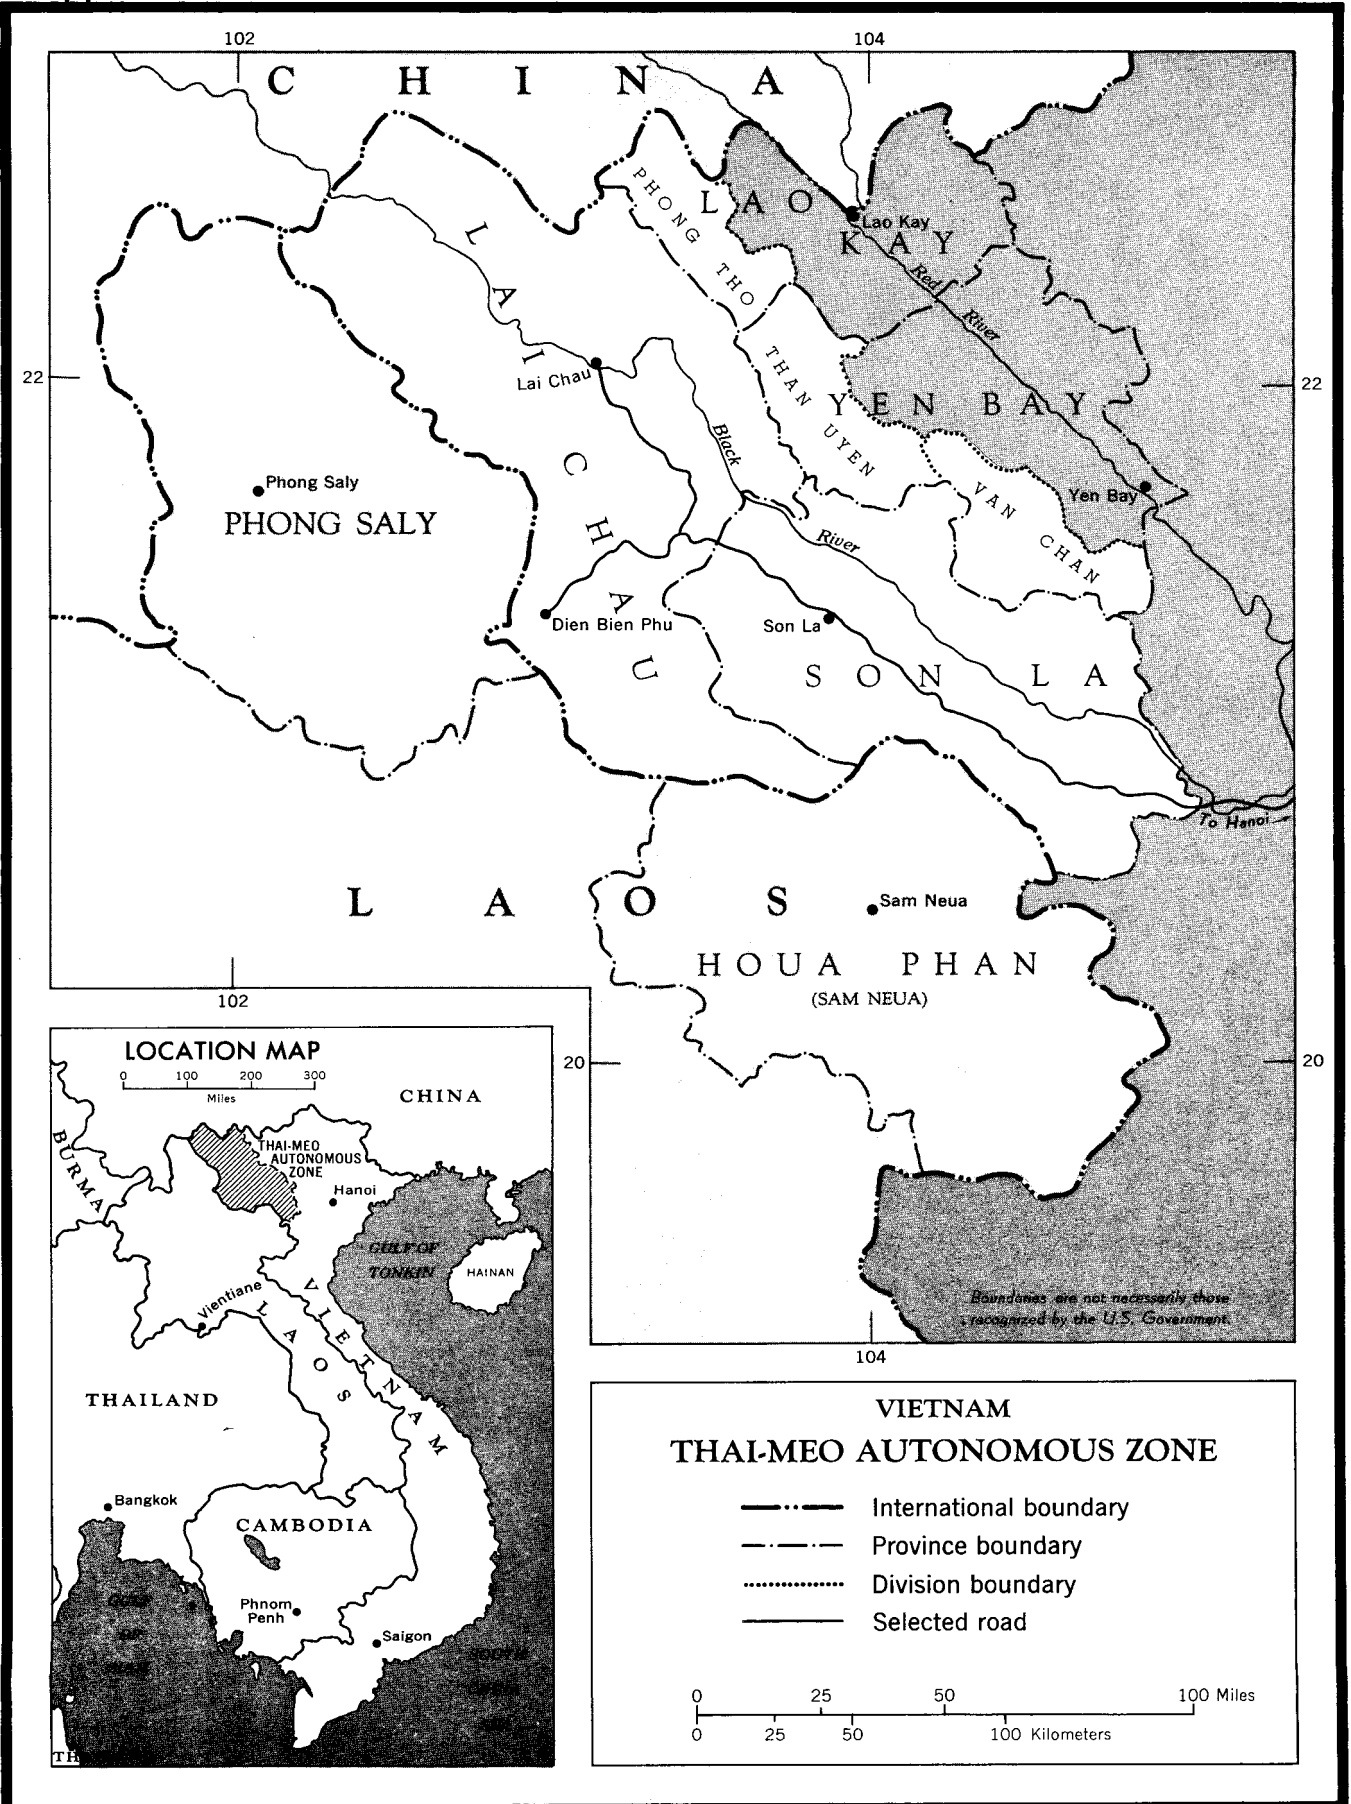 102
104
C H I N A
PHONG THO
LAO KAY
Lao Kay
Red River
LAI CHAU
22
22
Lai Chau
THAN UYEN
YEN BAY
Black River
Phong Saly
PHONG SALY
VAN CHAN
Yen Bay
Dien Bien Phu
Son La
SON LA
To Hanoi
L A O S
Sam Neua
HOUA PHAN
(SAM NEUA)
102
20
20
Boundaries are not necessarily those
recognized by the U.S. Government.
104
LOCATION MAP
0 100 200 300
Miles
CHINA
BURMA
THAI-MEO
AUTONOMOUS
ZONE
Hanoi
GULF OF
TONKIN
HAINAN
Vientiane
LAOS
VIETNAM
THAILAND
Bangkok
CAMBODIA
Phnom
Penh
Saigon
GULF
OF
SOUTH
VIETNAM
THAI-MEO AUTONOMOUS ZONE
International boundary
Province boundary
Division boundary
Selected road
0 25 50 100 Miles
0 25 50 100 Kilometers